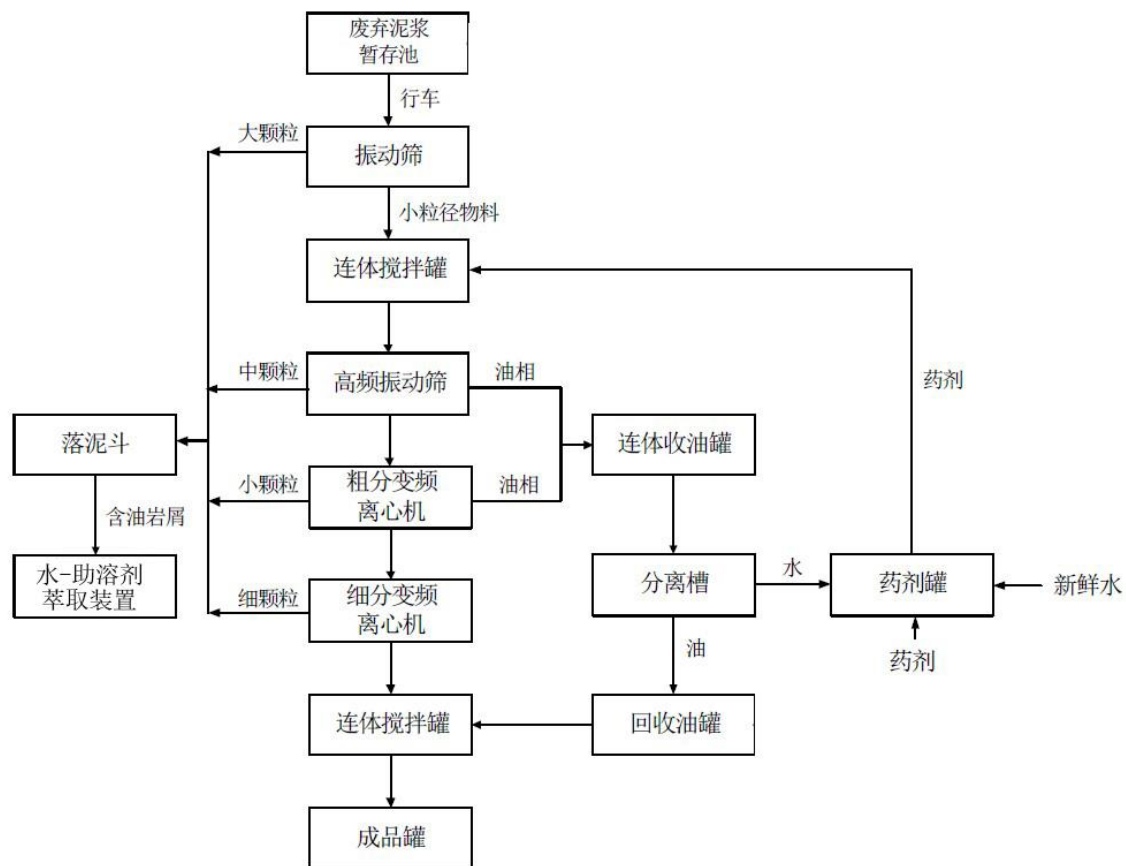 废弃泥浆
暂存池
行车
大颗粒
振动筛
小粒径物料
连体搅拌罐
中颗粒
高频振动筛
油相
药剂
落泥斗
连体收油罐
小颗粒
粗分变频
离心机
油相
含油岩屑
水-助溶剂
萃取装置
细颗粒
细分变频
离心机
分离槽
水
药剂罐
新鲜水
油
药剂
连体搅拌罐
回收油罐
成品罐